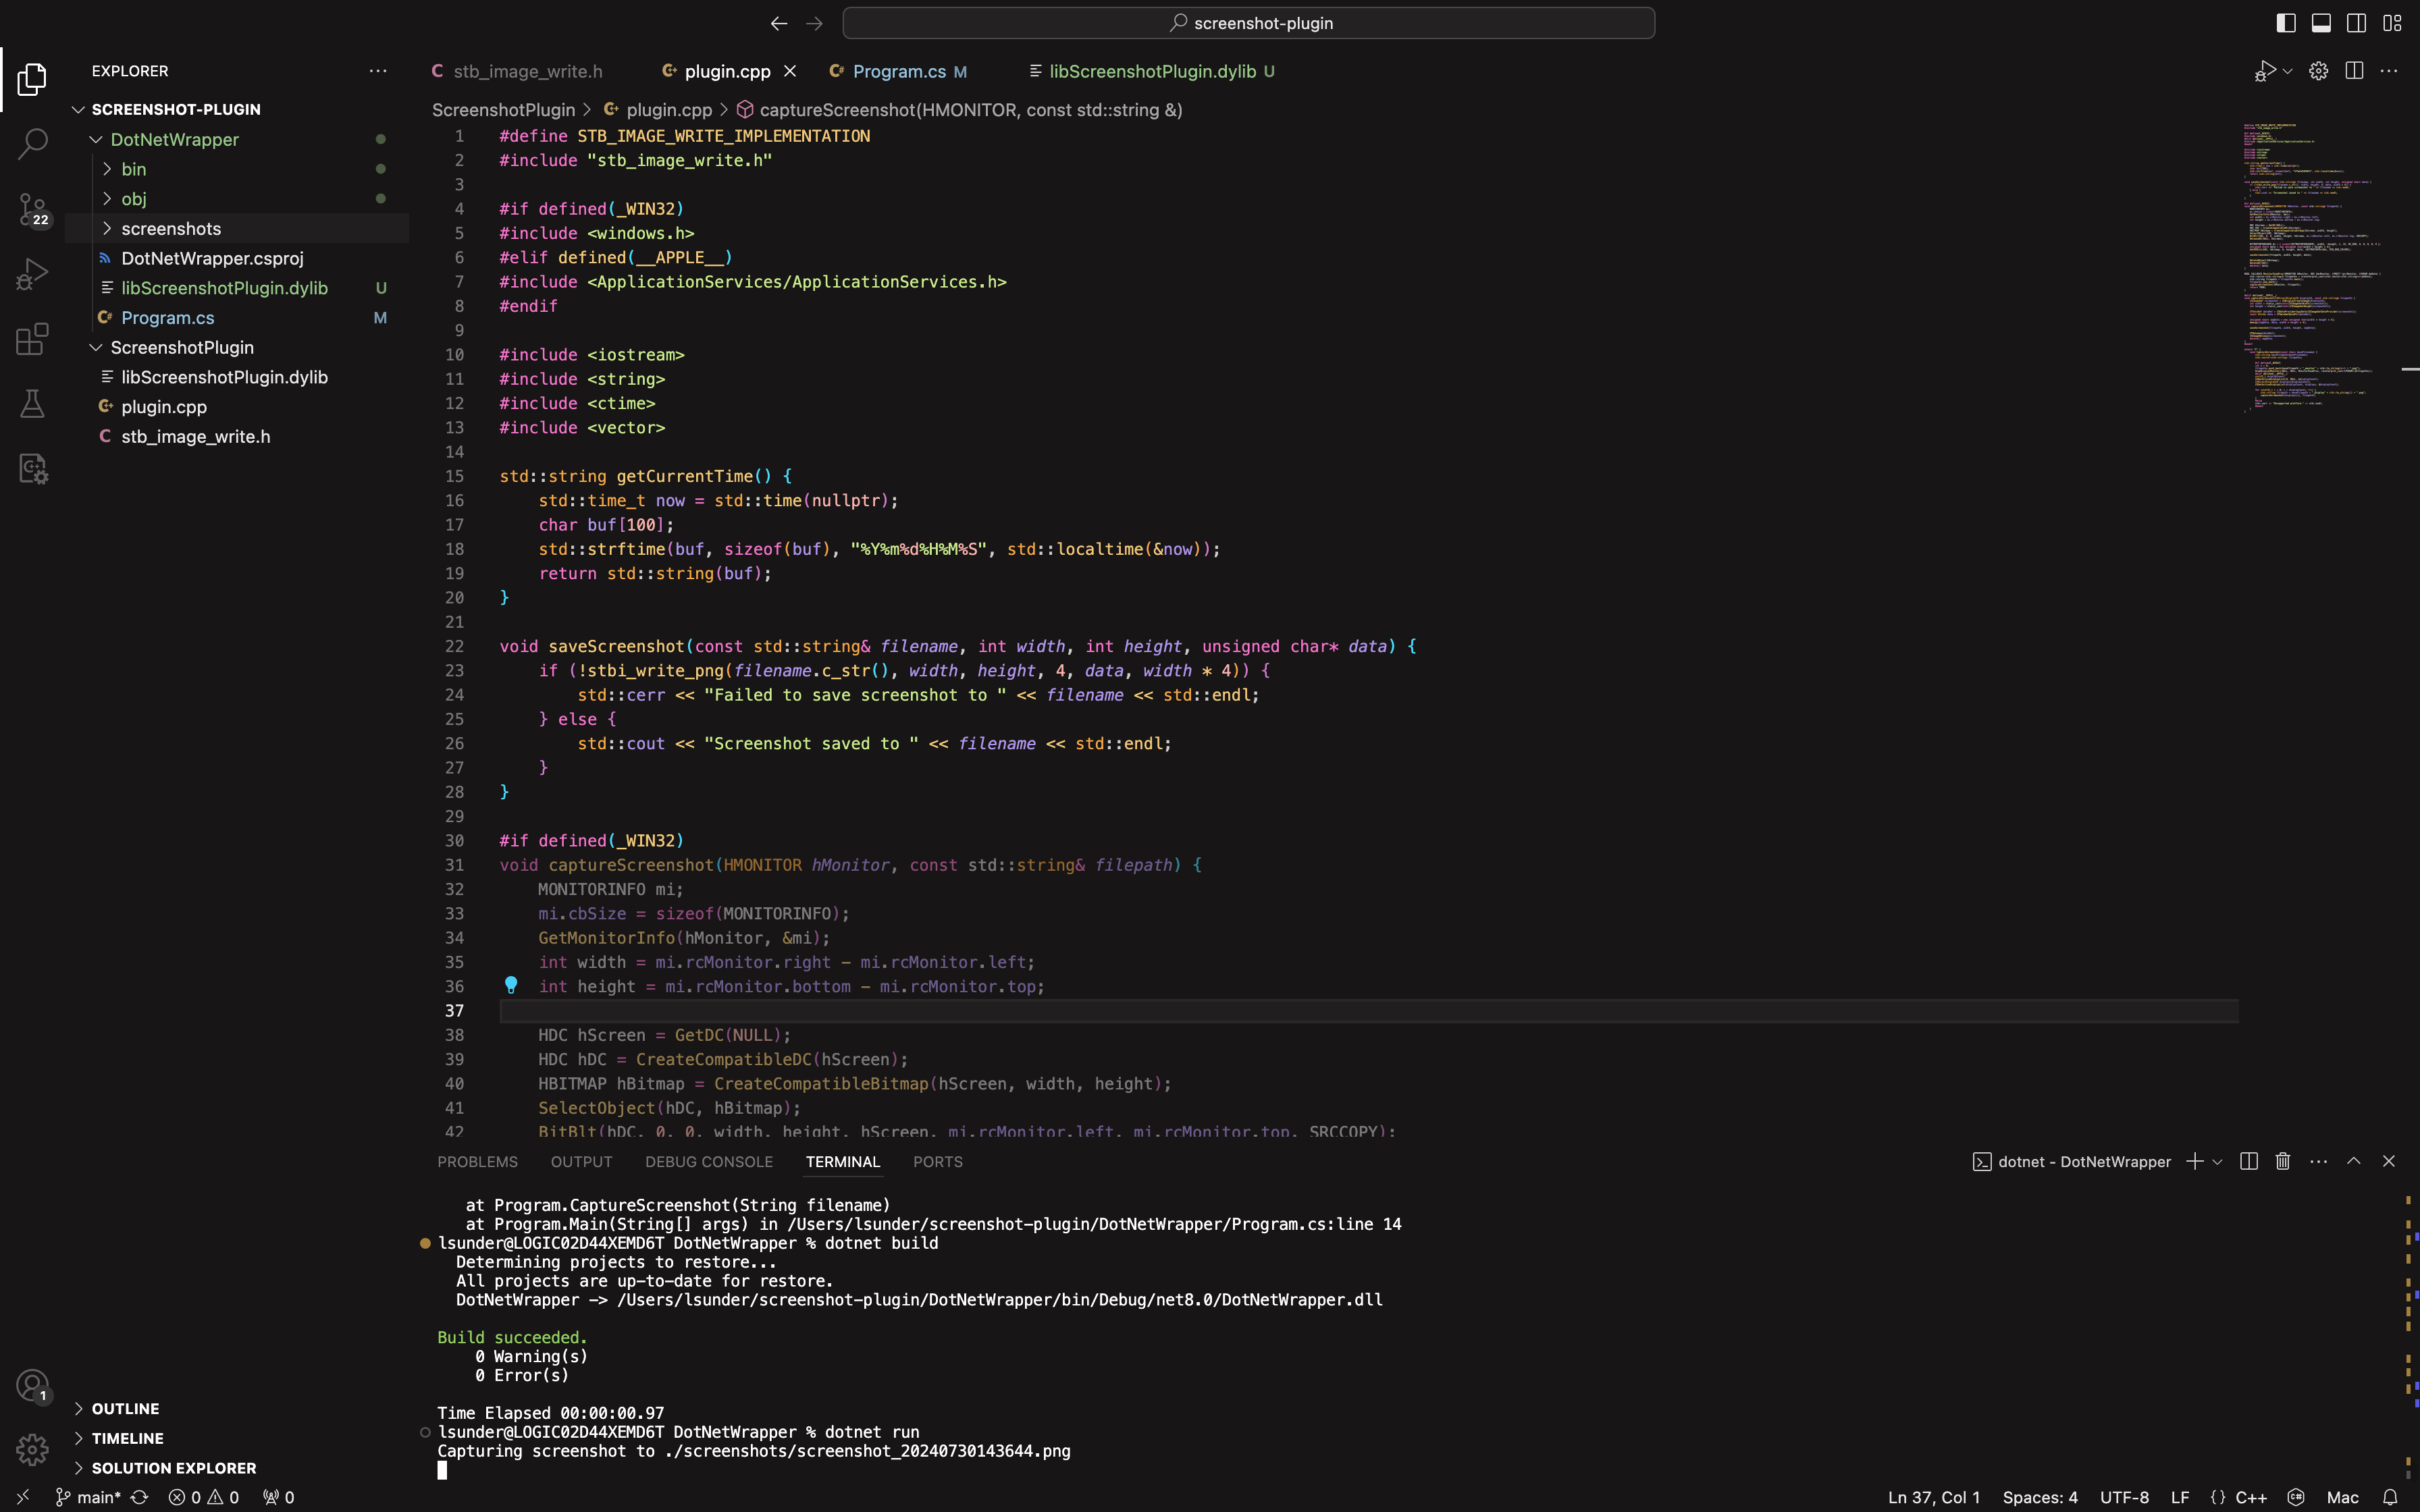 screenshot-plugin
EXPLORER
SCREENSHOT-PLUGIN
DotNetWrapper
bin
obj
screenshots
DotNetWrapper.csproj
libScreenshotPlugin.dylib U
Program.cs M
ScreenshotPlugin
libScreenshotPlugin.dylib
plugin.cpp
stb_image_write.h
22
1
OUTLINE
TIMELINE
SOLUTION EXPLORER
stb_image_write.h plugin.cpp Program.cs M libScreenshotPlugin.dylib U
ScreenshotPlugin > plugin.cpp > captureScreenshot(HMONITOR, const std::string &)
1 #define STB_IMAGE_WRITE_IMPLEMENTATION
2 #include "stb_image_write.h"
3
4 #if defined(_WIN32)
5 #include <windows.h>
6 #elif defined(__APPLE__)
7 #include <ApplicationServices/ApplicationServices.h>
8 #endif
9
10 #include <iostream>
11 #include <string>
12 #include <ctime>
13 #include <vector>
14
15 std::string getCurrentTime() {
16     std::time_t now = std::time(nullptr);
17     char buf[100];
18     std::strftime(buf, sizeof(buf), "%Y%m%d%H%M%S", std::localtime(&now));
19     return std::string(buf);
20 }
21
22 void saveScreenshot(const std::string& filename, int width, int height, unsigned char* data) {
23     if (!stbi_write_png(filename.c_str(), width, height, 4, data, width * 4)) {
24         std::cerr << "Failed to save screenshot to " << filename << std::endl;
25     } else {
26         std::cout << "Screenshot saved to " << filename << std::endl;
27     }
28 }
29
30 #if defined(_WIN32)
31 void captureScreenshot(HMONITOR hMonitor, const std::string& filepath) {
32     MONITORINFO mi;
33     mi.cbSize = sizeof(MONITORINFO);
34     GetMonitorInfo(hMonitor, &mi);
35     int width = mi.rcMonitor.right - mi.rcMonitor.left;
36     int height = mi.rcMonitor.bottom - mi.rcMonitor.top;
37
38     HDC hScreen = GetDC(NULL);
39     HDC hDC = CreateCompatibleDC(hScreen);
40     HBITMAP hBitmap = CreateCompatibleBitmap(hScreen, width, height);
41     SelectObject(hDC, hBitmap);
42     BitBlt(hDC, 0, 0, width, height, hScreen, mi.rcMonitor.left, mi.rcMonitor.top, SRCCOPY);
PROBLEMS OUTPUT DEBUG CONSOLE TERMINAL PORTS
dotnet - DotNetWrapper
at Program.CaptureScreenshot(String filename)
at Program.Main(String[] args) in /Users/lsunder/screenshot-plugin/DotNetWrapper/Program.cs:line 14
lsunder@LOGIC02D44XEMD6T DotNetWrapper % dotnet build
Determining projects to restore...
All projects are up-to-date for restore.
DotNetWrapper -> /Users/lsunder/screenshot-plugin/DotNetWrapper/bin/Debug/net8.0/DotNetWrapper.dll
Build succeeded.
0 Warning(s)
0 Error(s)
Time Elapsed 00:00:00.97
lsunder@LOGIC02D44XEMD6T DotNetWrapper % dotnet run
Capturing screenshot to ./screenshots/screenshot_20240730143644.png
main* 0 0 0
Ln 37, Col 1 Spaces: 4 UTF-8 LF {} C++ Mac